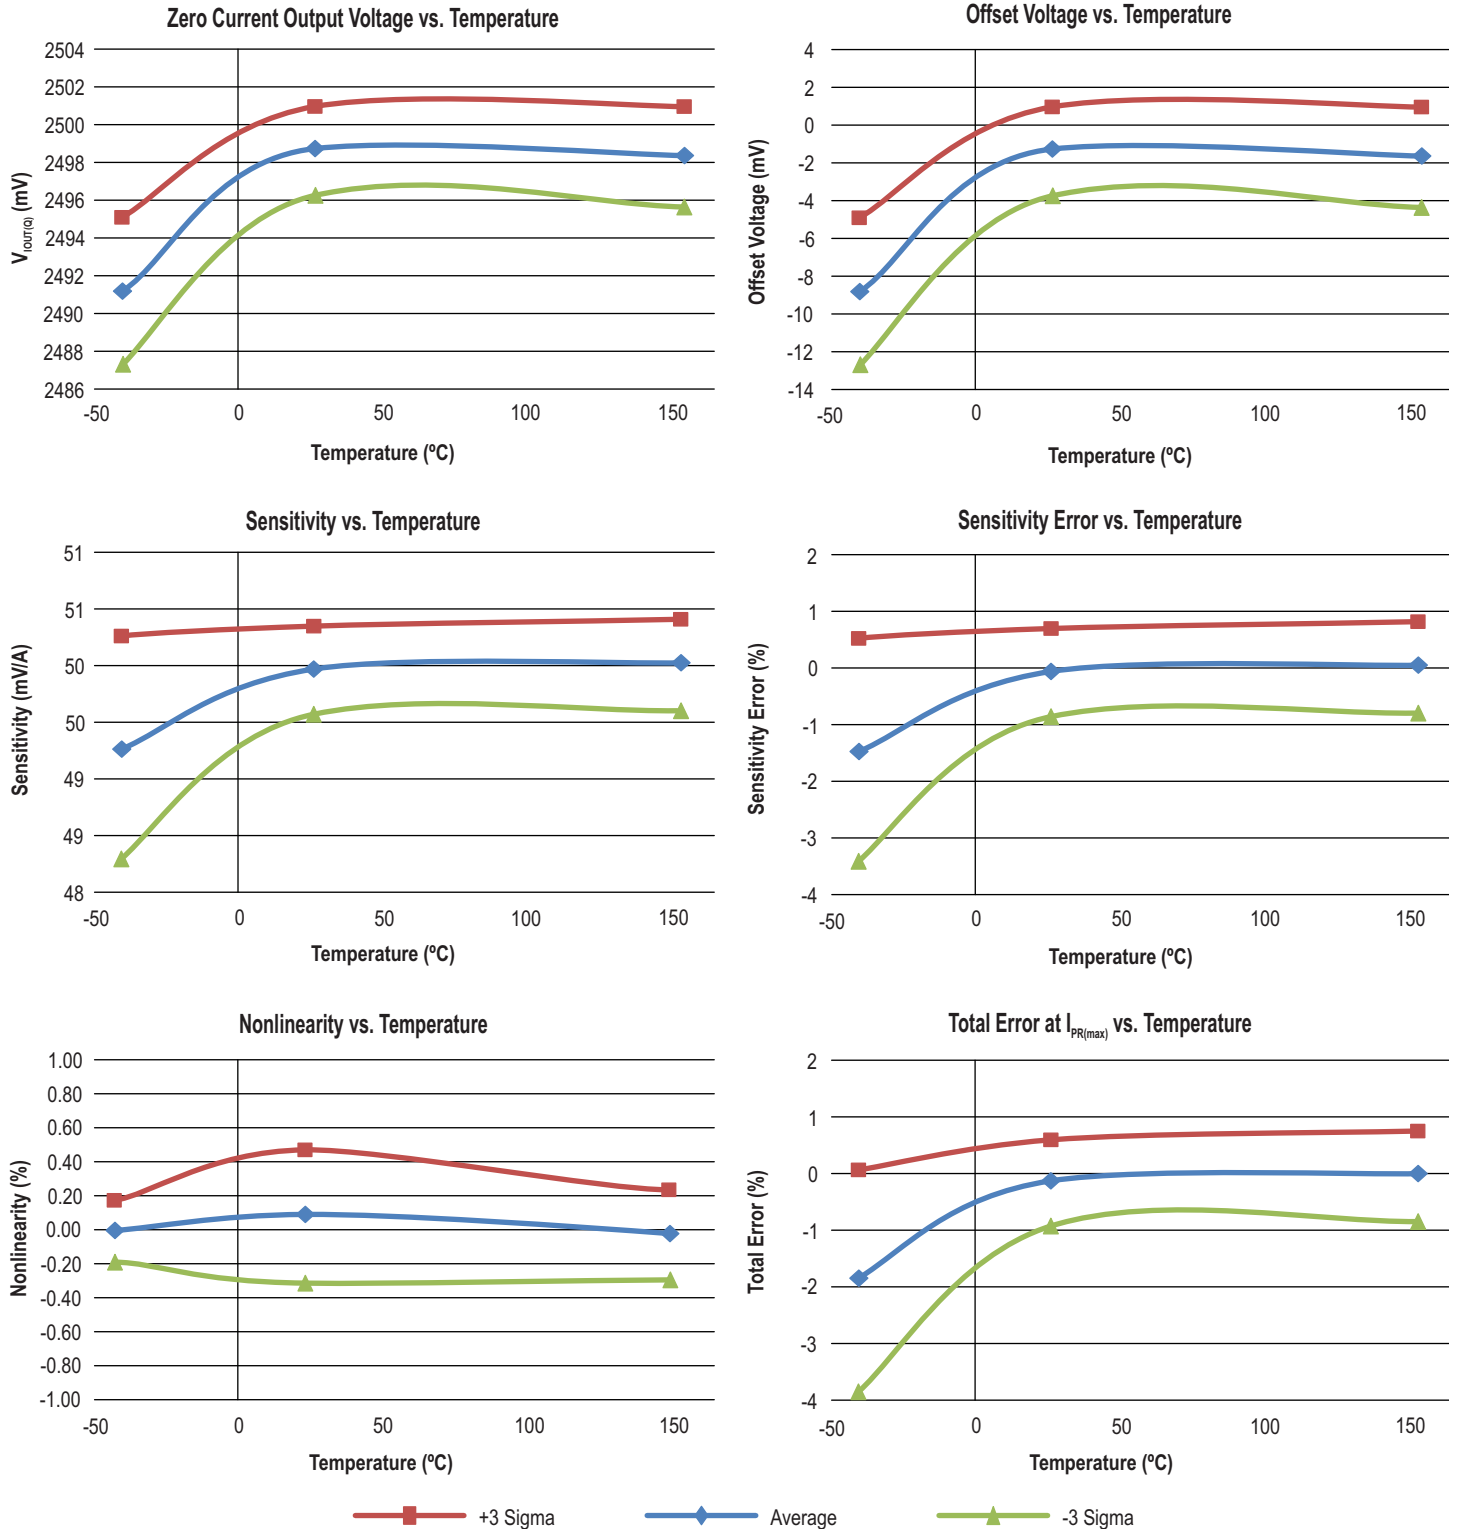 Zero Current Output Voltage vs. Temperature
2504
2502
2500
2498
2496
2494
2492
2490
2488
2486
V_IOUT(Q) (mV)
-50 0 50 100 150
Temperature (ºC)
Offset Voltage vs. Temperature
4
2
0
-2
-4
-6
-8
-10
-12
-14
Offset Voltage (mV)
-50 0 50 100 150
Temperature (ºC)
Sensitivity vs. Temperature
51
51
50
50
49
49
48
Sensitivity (mV/A)
-50 0 50 100 150
Temperature (ºC)
Sensitivity Error vs. Temperature
2
1
0
-1
-2
-3
-4
Sensitivity Error (%)
-50 0 50 100 150
Temperature (ºC)
Nonlinearity vs. Temperature
1.00
0.80
0.60
0.40
0.20
0.00
-0.20
-0.40
-0.60
-0.80
-1.00
Nonlinearity (%)
-50 0 50 100 150
Temperature (ºC)
Total Error at I_PR(max) vs. Temperature
2
1
0
-1
-2
-3
-4
Total Error (%)
-50 0 50 100 150
Temperature (ºC)
+3 Sigma Average -3 Sigma